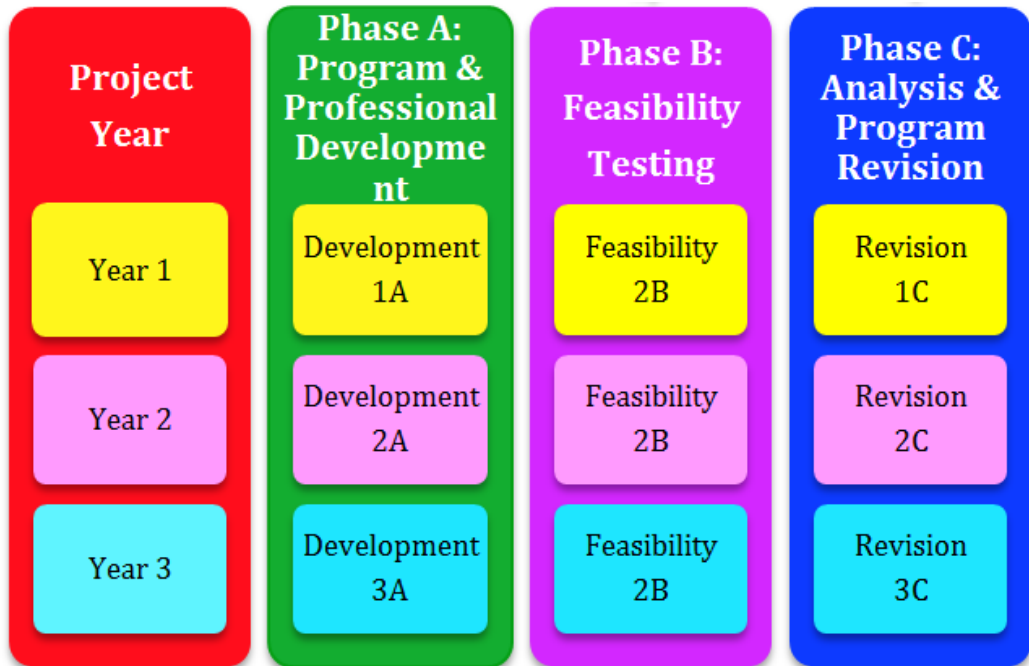 Project
Year
Year 1
Year 2
Year 3
Phase A:
Program &
Professional
Developme
nt
Development
1A
Development
2A
Development
3A
Phase B:
Feasibility
Testing
Feasibility
2B
Feasibility
2B
Feasibility
2B
Phase C:
Analysis &
Program
Revision
Revision
1C
Revision
2C
Revision
3C